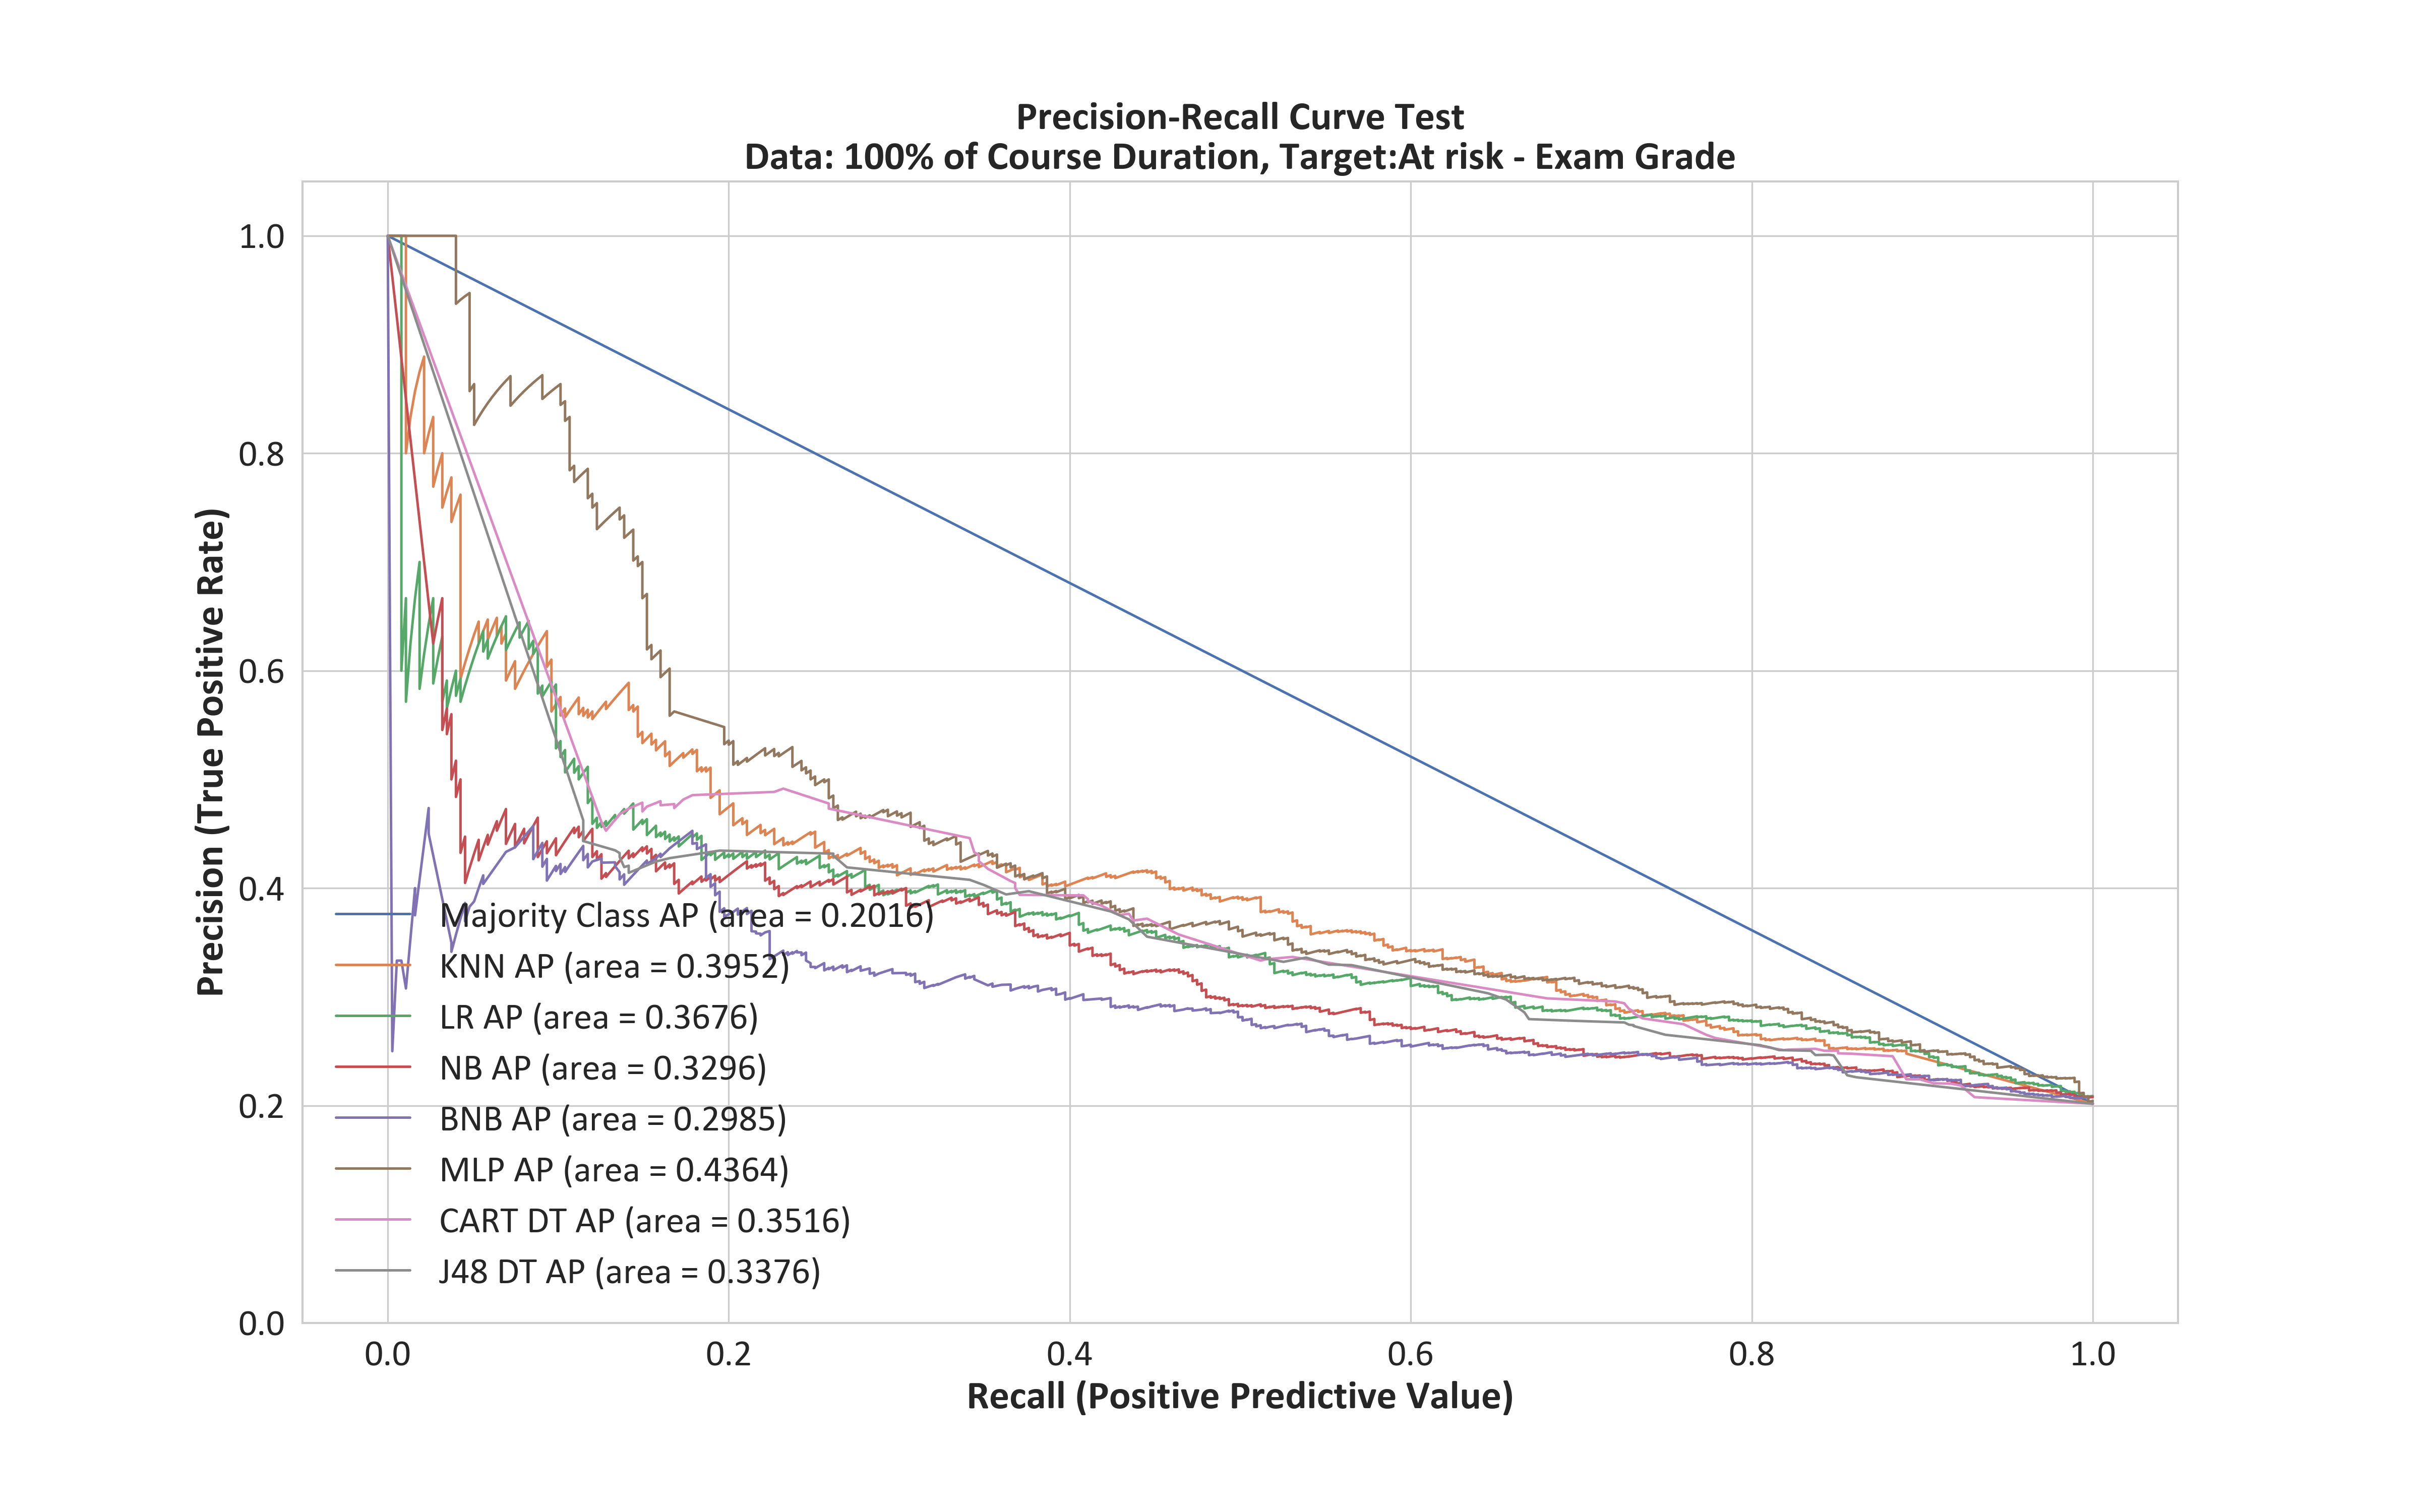 Precision-Recall Curve Test
Data: 100% of Course Duration, Target:At risk - Exam Grade
Precision (True Positive Rate)
1.0
0.8
0.6
0.4
0.2
0.0
Majority Class AP (area = 0.2016)
KNN AP (area = 0.3952)
LR AP (area = 0.3676)
NB AP (area = 0.3296)
BNB AP (area = 0.2985)
MLP AP (area = 0.4364)
CART DT AP (area = 0.3516)
J48 DT AP (area = 0.3376)
0.0 0.2 0.4 0.6 0.8 1.0
Recall (Positive Predictive Value)